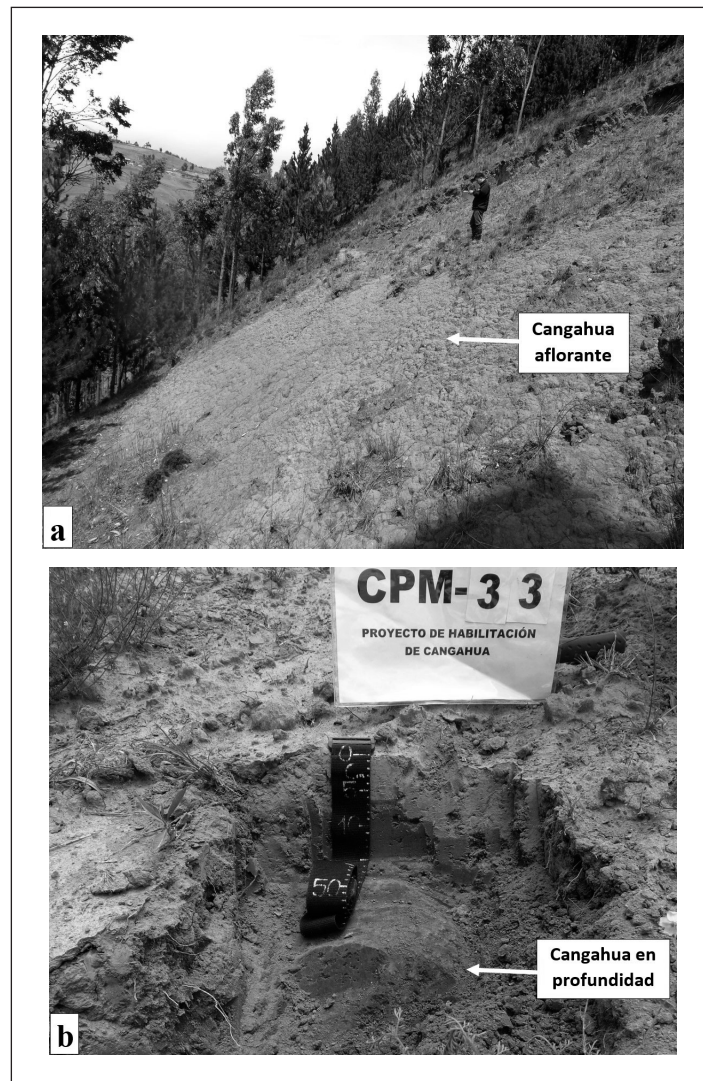 Cangahua
aflorante
a
CPM-33
PROYECTO DE HABILITACIÓN
DE CANGAHUA
50
Cangahua en
profundidad
b